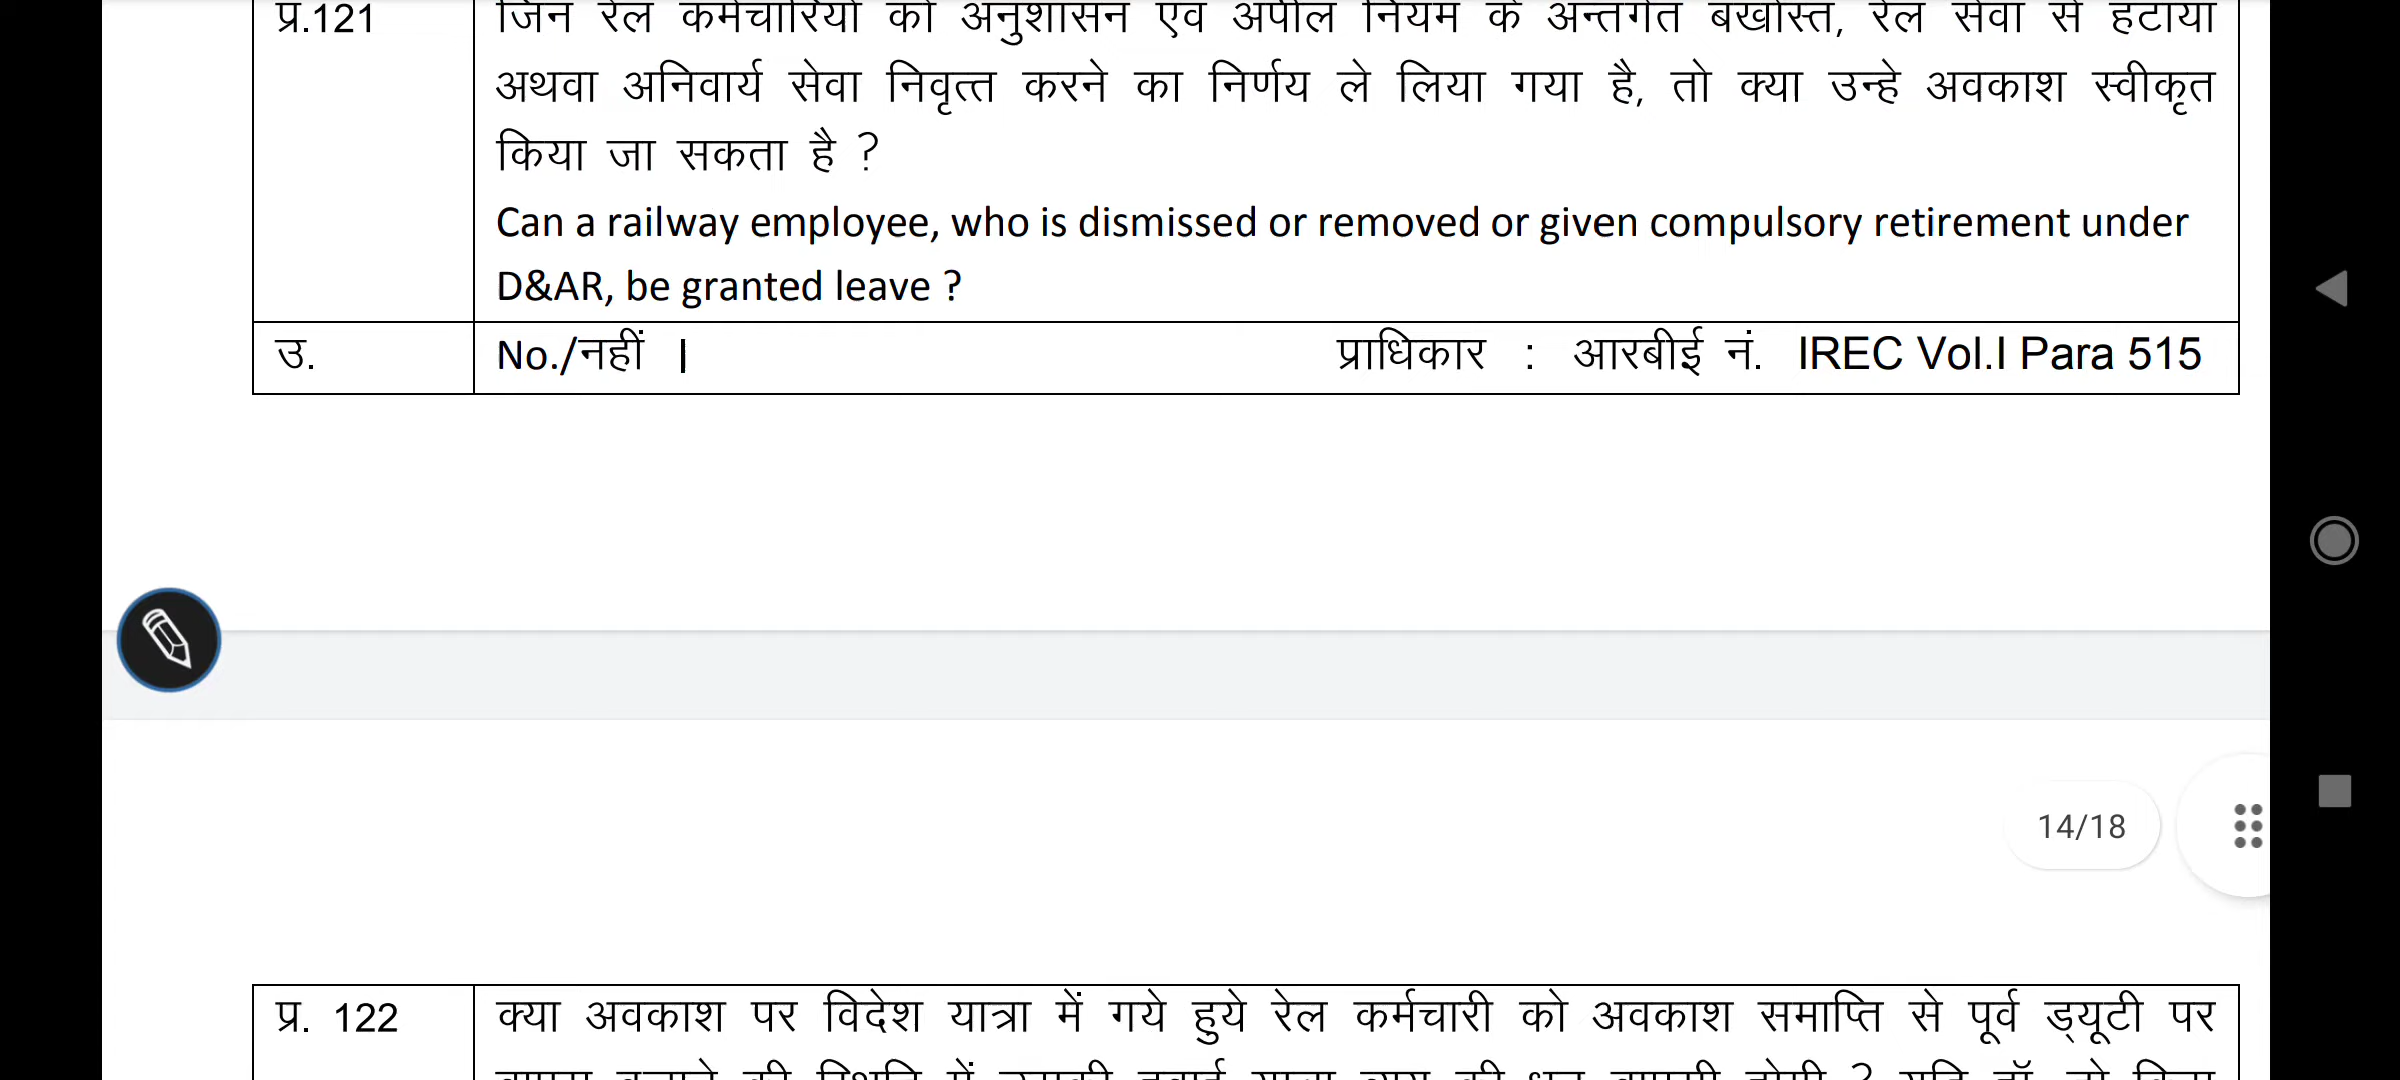 प्र.121 जिन रेल कर्मचारियों को अनुशासन एवं अपील नियम के अन्तर्गत बर्खास्त, रेल सेवा से हटाया
अथवा अनिवार्य सेवा निवृत्त करने का निर्णय ले लिया गया है, तो क्या उन्हे अवकाश स्वीकृत
किया जा सकता है ?
Can a railway employee, who is dismissed or removed or given compulsory retirement under
D&AR, be granted leave ?
उ. No./नहीं । प्राधिकार : आरबीई नं. IREC Vol.I Para 515
14/18
प्र. 122 क्या अवकाश पर विदेश यात्रा में गये हुये रेल कर्मचारी को अवकाश समाप्ति से पूर्व ड्यूटी पर